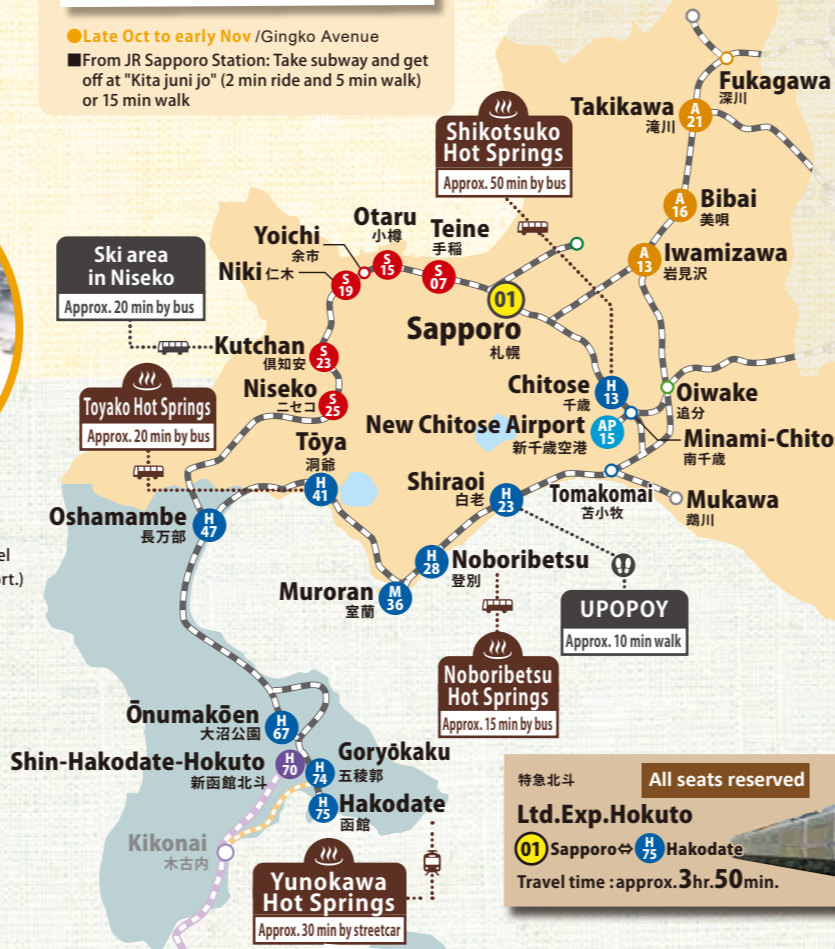 ●Late Oct to early Nov /Gingko Avenue
■From JR Sapporo Station: Take subway and get
off at "Kita juni jo" (2 min ride and 5 min walk)
or 15 min walk
Fukagawa
深川
Takikawa
滝川
A
21
Shikotsuko
Hot Springs
Approx. 50 min by bus
A
16
Bibai
美唄
Otaru
小樽
Teine
手稲
Yoichi
余市
A
13
Iwamizawa
岩見沢
Ski area
in Niseko
Approx. 20 min by bus
Niki 仁木
S
19
S
15
S
07
01
Sapporo
札幌
Kutchan
倶知安
S
23
Niseko
ニセコ
S
25
Chitose
千歳
H
13
Oiwake
追分
Toyako Hot Springs
Approx. 20 min by bus
New Chitose Airport
新千歳空港
AP
15
Minami-Chito
南千歳
Tōya
洞爺
H
41
Shiraoi
白老
H
23
Tomakomai
苫小牧
Mukawa
鵡川
Oshamambe
長万部
H
47
el
rt.)
H
28
Noboribetsu
登別
Muroran
室蘭
M
36
UPOPOY
Approx. 10 min walk
Noboribetsu
Hot Springs
Approx. 15 min by bus
Ōnumakōen
大沼公園
H
67
Shin-Hakodate-Hokuto
新函館北斗
H
70
H
74
Goryōkaku
五稜郭
H
75
Hakodate
函館
Kikonai
木古内
Yunokawa
Hot Springs
Approx. 30 min by streetcar
特急北斗
All seats reserved
Ltd.Exp.Hokuto
01 Sapporo⇔ H 75 Hakodate
Travel time : approx.3hr.50min.